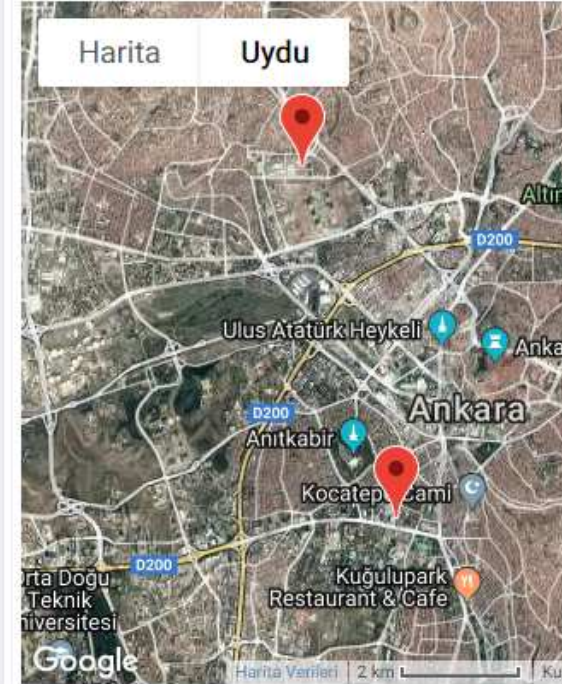 Harita Uydu
Altın
D200
Ulus Atatürk Heykeli
Anka
Ankara
D200
Anıtkabir
Kocatepe Cami
D200
rta Doğu
Teknik
niversitesi
Kuğulupark
Restaurant & Cafe
Google
Harita Verileri 2 km Ku